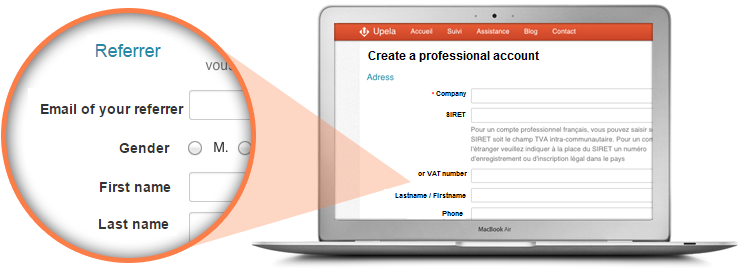 Referrer
vous
Email of your referrer
Gender M.
First name
Last name
Upela Accueil Suivi Assistance Blog Contact
Create a professional account
Adress
* Company
SIRET
Pour un compte professionnel français, vous pouvez saisir s
SIRET soit le champ TVA intra-communautaire. Pour un com
l'étranger veuillez indiquer à la place du SIRET un numéro
d'enregistrement ou d'inscription légal dans le pays
or VAT number
Lastname / Firstname
Phone
MacBook Air